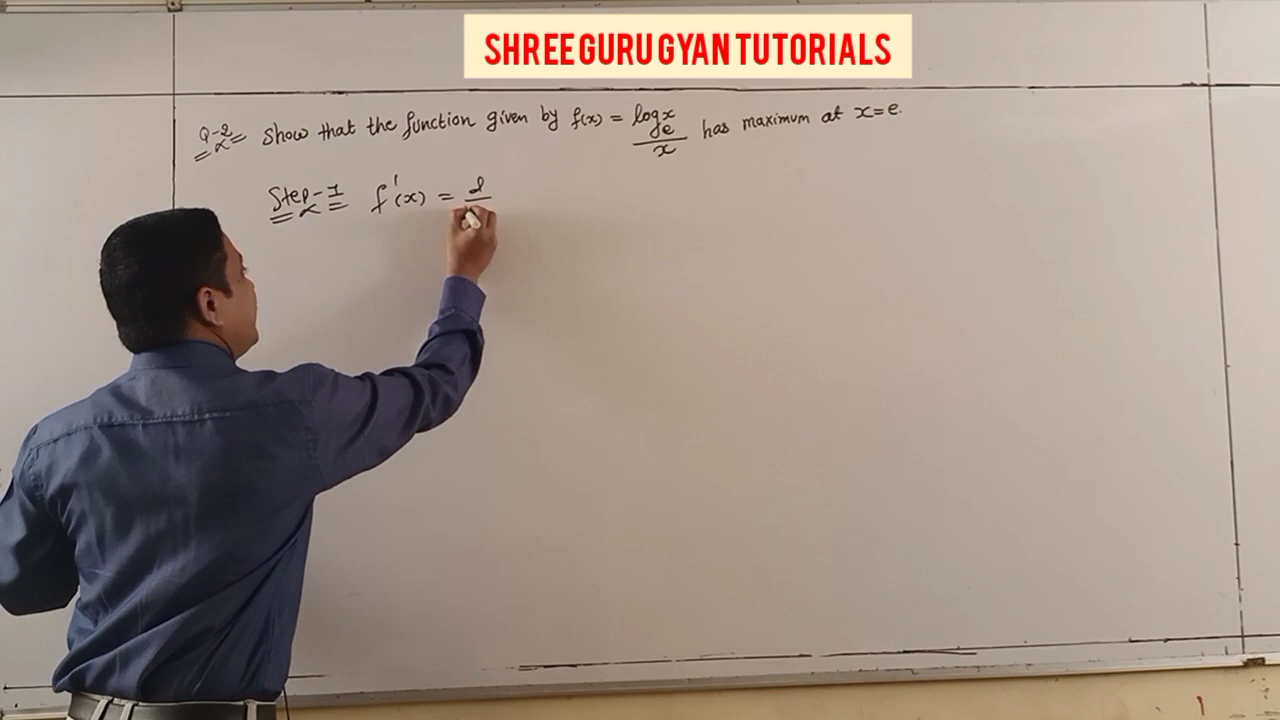 SHREE GURU GYAN TUTORIALS
Q-2 Show that the function given by f(x) = logₑx / x has maximum at x=e.
Step-1 f'(x) = d